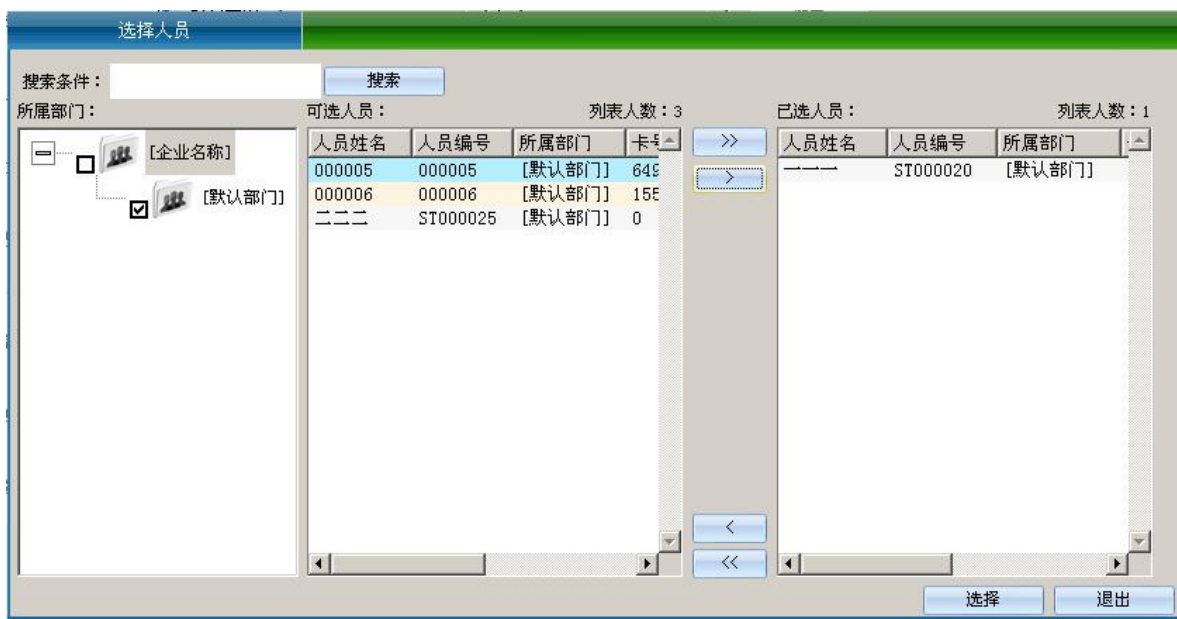 选择人员
搜索条件： 搜索
所属部门： 可选人员： 列表人数：3 已选人员： 列表人数：1
[企业名称]
[默认部门]
人员姓名 人员编号 所属部门 卡号
000005 000005 [默认部门] 649
000006 000006 [默认部门] 155
二二二 ST000025 [默认部门] 0
>>
>
<
<<
人员姓名 人员编号 所属部门
一一一 ST000020 [默认部门]
选择 退出